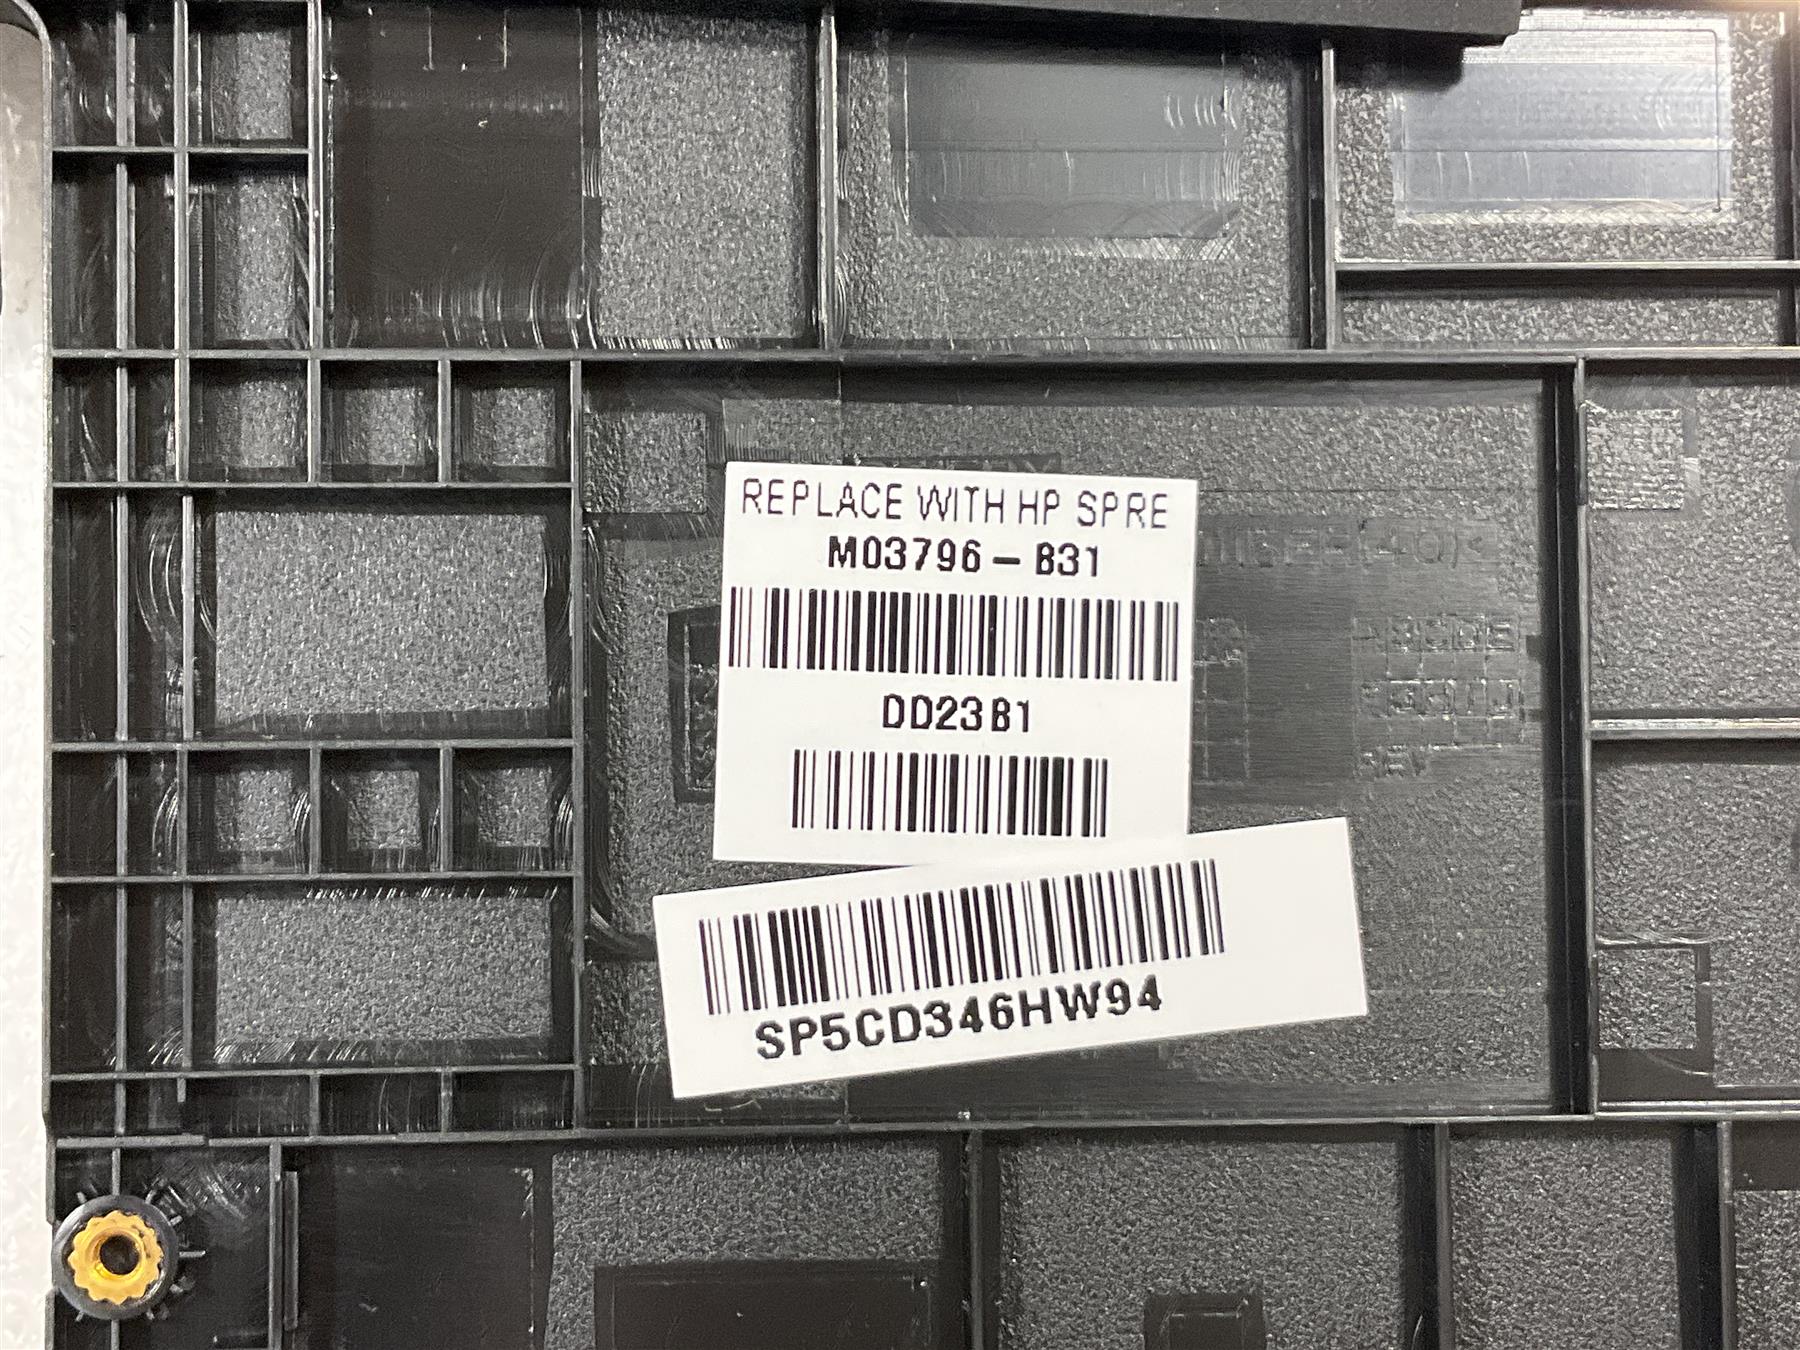 REPLACE WITH HP SPRE
M03796-B31
DD23B1
SP5CD346HW94